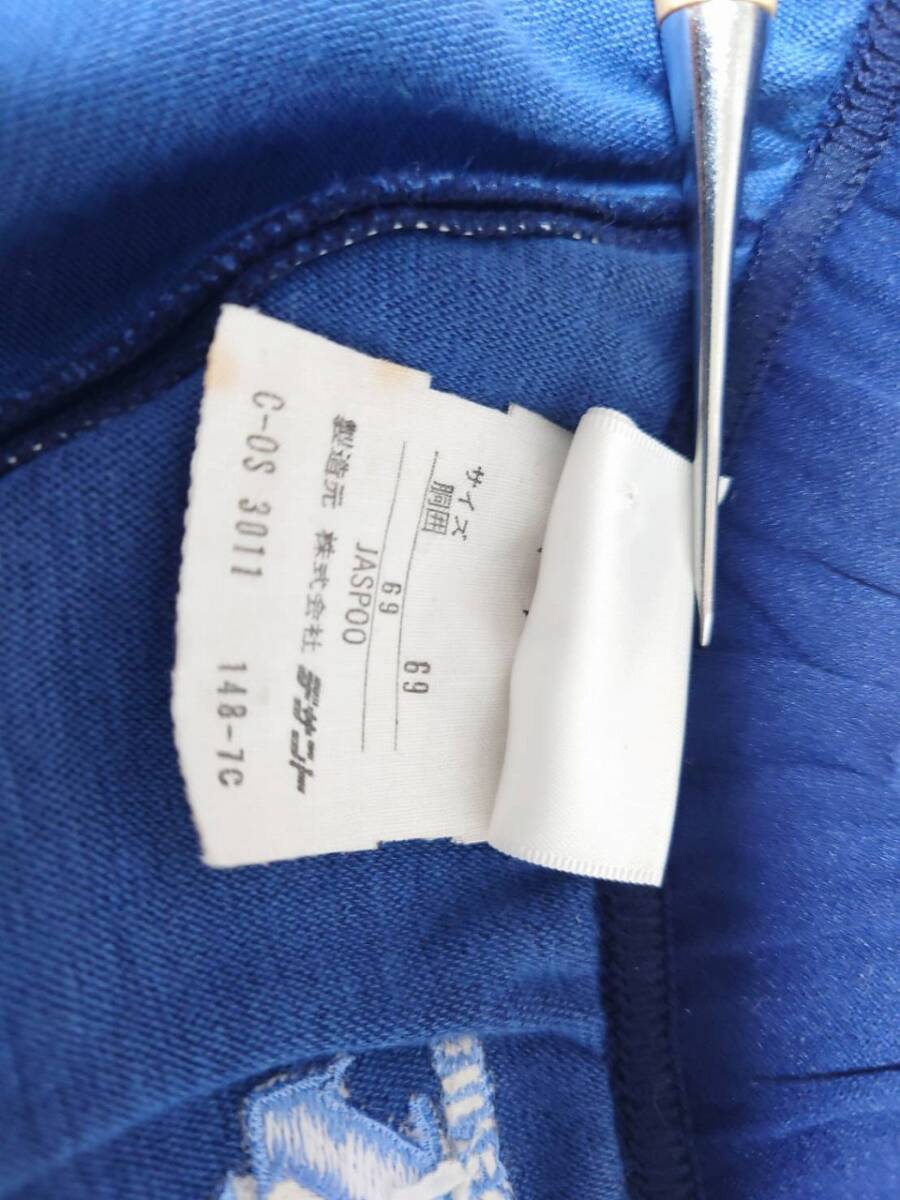 サイズ
胴囲 69
69
JASPOO
製造元 株式会社 デサント
C-OS 3011 148-7C